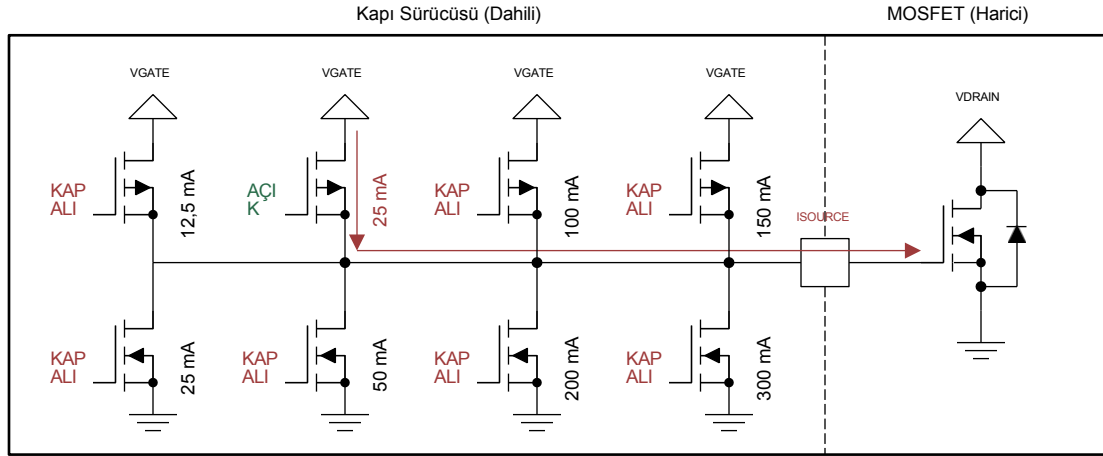 Kapı Sürücüsü (Dahili)
MOSFET (Harici)
VGATE
VGATE
VGATE
VGATE
VDRAIN
KAP
ALI
12,5 mA
AÇI
K
25 mA
KAP
ALI
100 mA
KAP
ALI
150 mA
ISOURCE
KAP
ALI
25 mA
KAP
ALI
50 mA
KAP
ALI
200 mA
KAP
ALI
300 mA